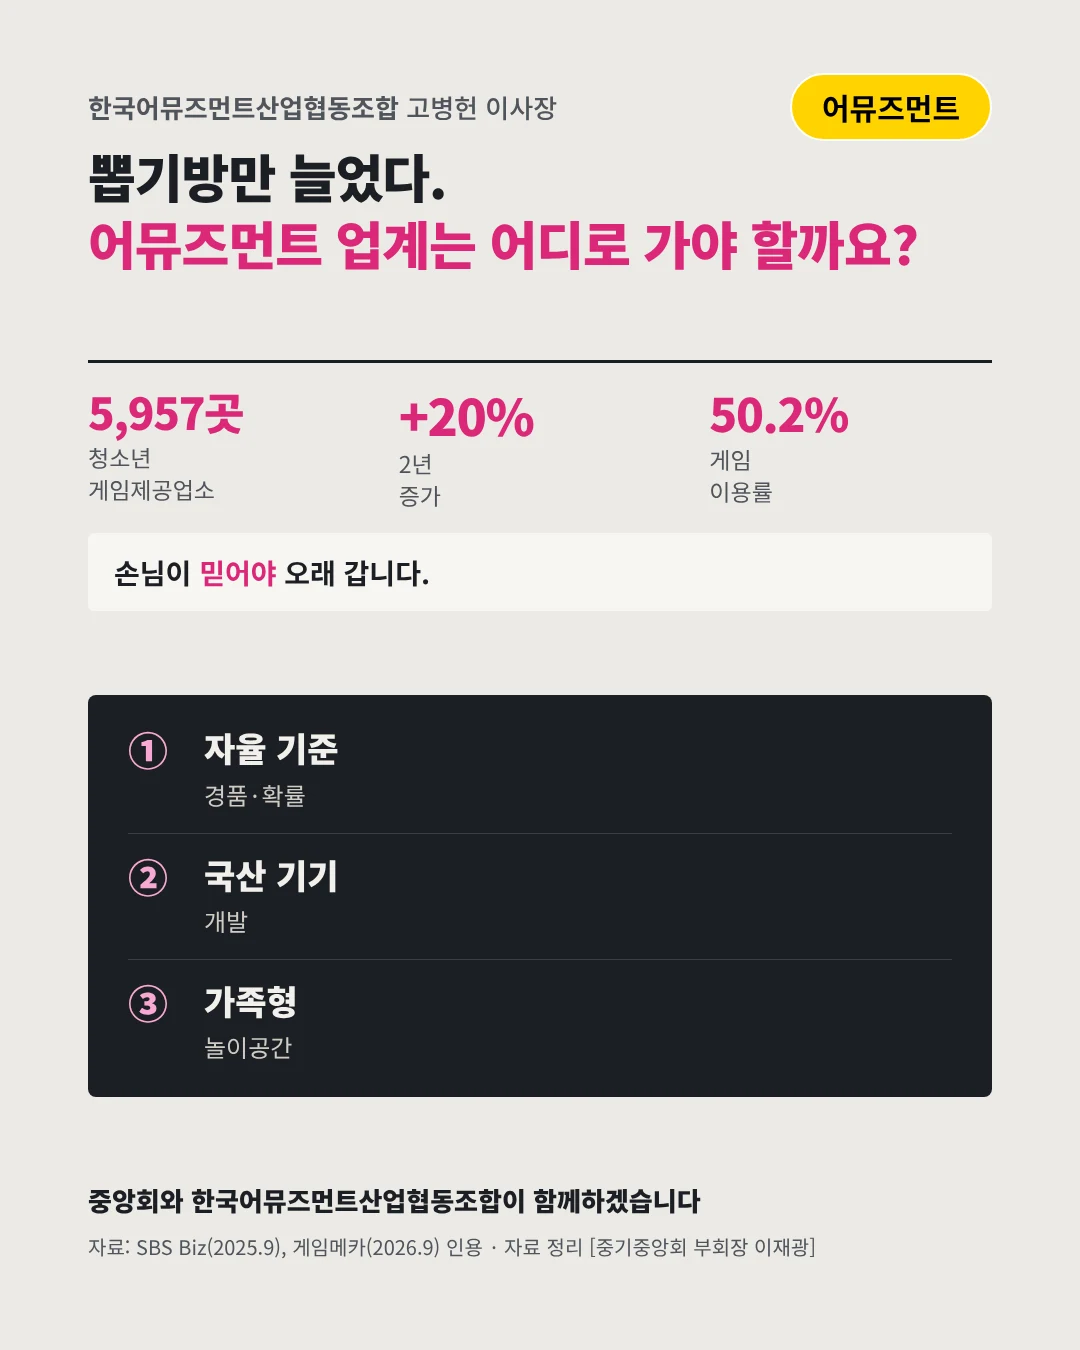 한국어뮤즈먼트산업협동조합 고병헌 이사장
어뮤즈먼트
뽑기방만 늘었다.
어뮤즈먼트 업계는 어디로 가야 할까요?
5,957곳
청소년
게임제공업소
+20%
2년
증가
50.2%
게임
이용률
손님이 믿어야 오래 갑니다.
① 자율 기준
경품·확률
② 국산 기기
개발
③ 가족형
놀이공간
중앙회와 한국어뮤즈먼트산업협동조합이 함께하겠습니다
자료: SBS Biz(2025.9), 게임메카(2026.9) 인용 · 자료 정리 [중기중앙회 부회장 이재광]